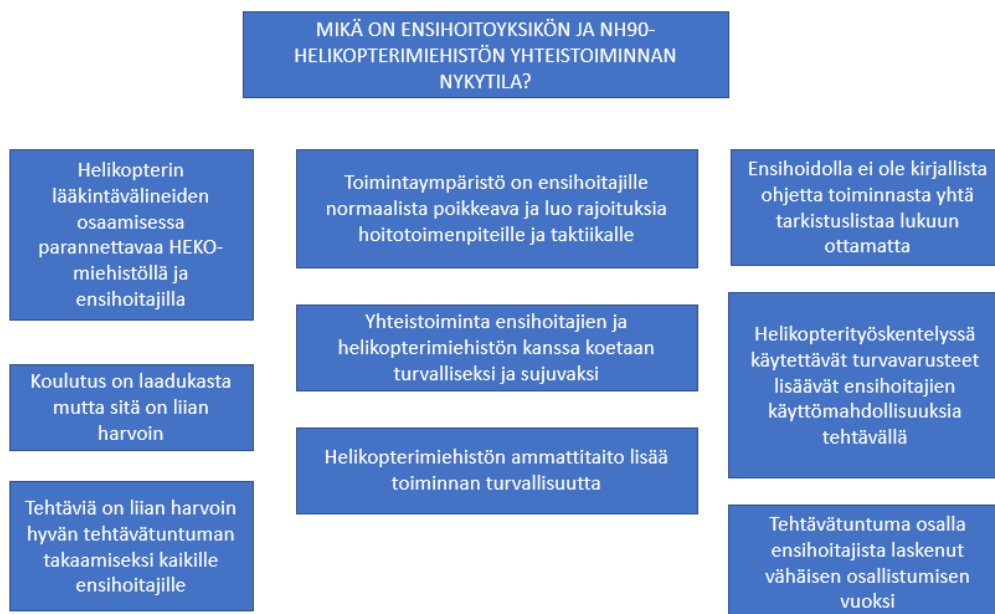 MIKÄ ON ENSIHOITOYKSIKÖN JA NH90-
HELIKOPTERIMIEHISTÖN YHTEISTOIMINNAN
NYKYTILA?
Helikopterin
lääkintävälineiden
osaamisessa
parannettavaa HEKO-
miehistöllä ja
ensihoitajilla
Koulutus on laadukasta
mutta sitä on liian
harvoin
Tehtäviä on liian harvoin
hyvän tehtävätuntuman
takaamiseksi kaikille
ensihoitajille
Toimintaympäristö on ensihoitajille
normaalista poikkeava ja luo rajoituksia
hoitotoimenpiteille ja taktiikalle
Yhteistoiminta ensihoitajien ja
helikopterimiehistön kanssa koetaan
turvalliseksi ja sujuvaksi
Helikopterimiehistön ammattitaito lisää
toiminnan turvallisuutta
Ensihoidolla ei ole kirjallista
ohjetta toiminnasta yhtä
tarkistuslistaa lukuun
ottamatta
Helikopterityöskentelyssä
käytettävät turvavarusteet
lisäävät ensihoitajien
käyttömahdollisuuksia
tehtävällä
Tehtävätuntuma osalla
ensihoitajista laskenut
vähäisen osallistumisen
vuoksi